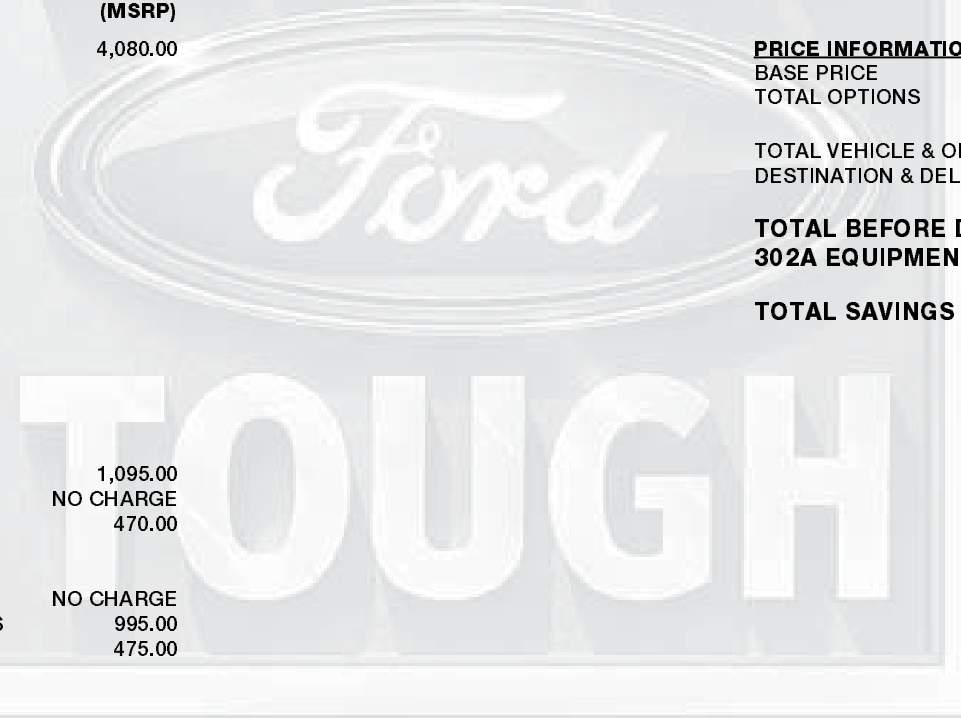 (MSRP)
4,080.00
PRICE INFORMATIO
BASE PRICE
TOTAL OPTIONS
TOTAL VEHICLE & O
DESTINATION & DEL
TOTAL BEFORE D
302A EQUIPMEN
TOTAL SAVINGS
Ford
TOUGH
1,095.00
NO CHARGE
470.00
NO CHARGE
S 995.00
475.00